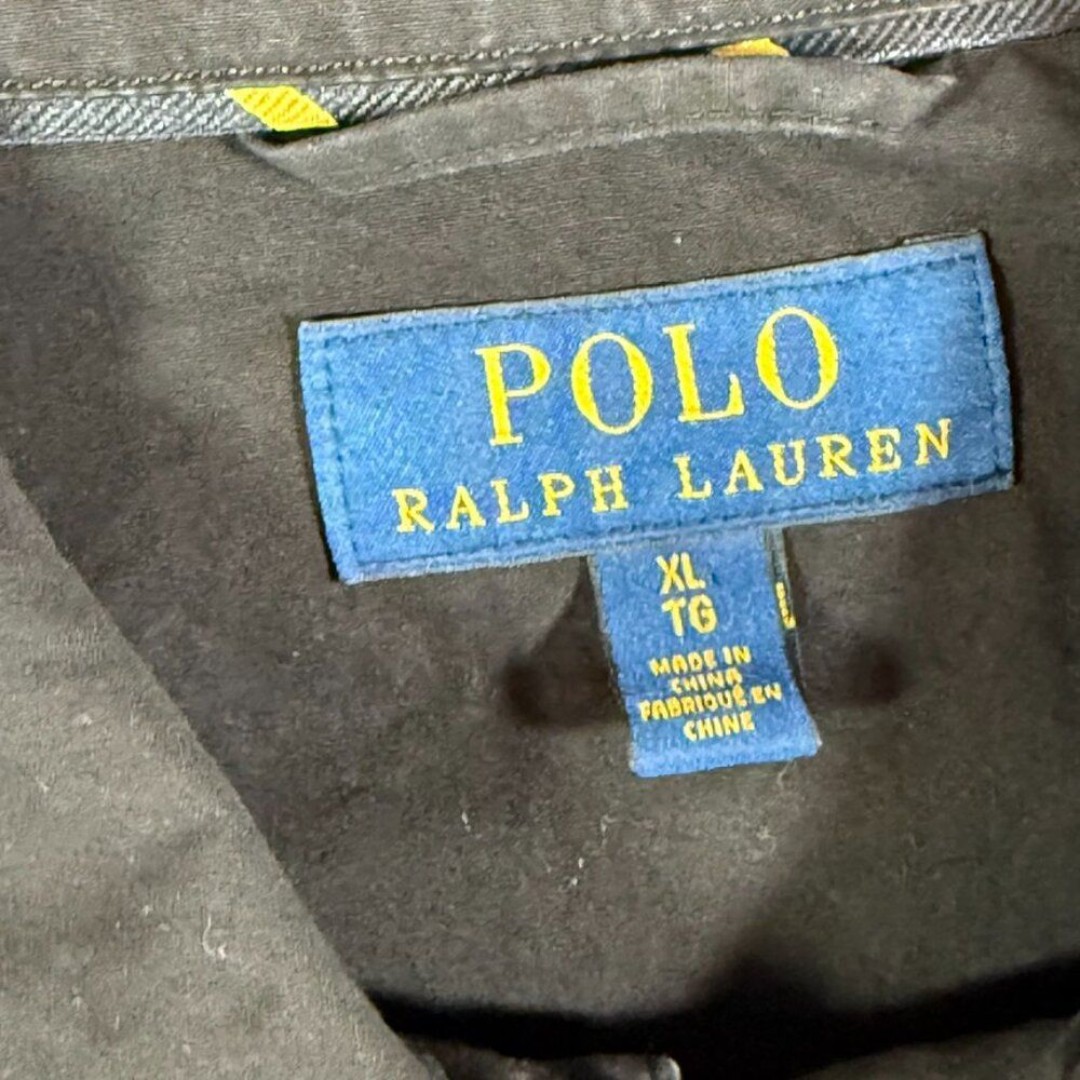 POLO
RALPH LAUREN
XL
TG
MADE IN
CHINA
FABRIQUÉ EN
CHINE